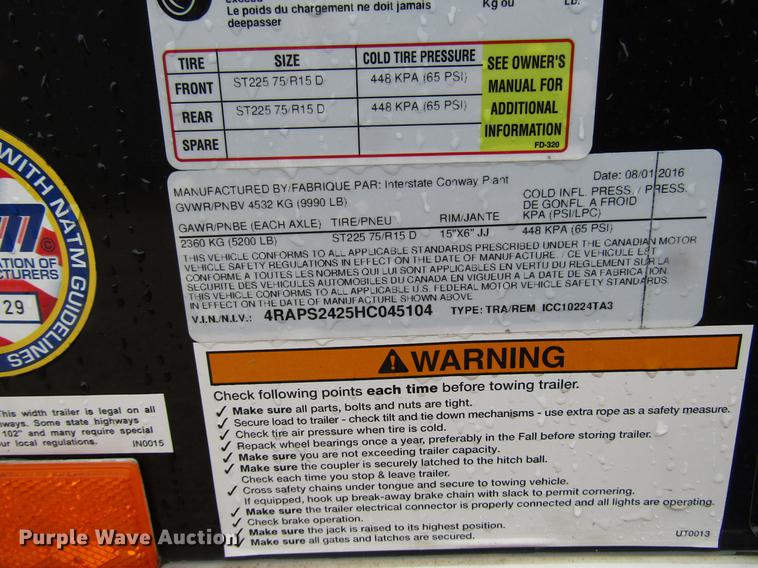 exceed
Kg ou
LB.
Le poids du chargement ne doit jamais
deepasser
TIRE SIZE COLD TIRE PRESSURE
SEE OWNER'S
MANUAL FOR
ADDITIONAL
INFORMATION
FRONT ST225 75/R15 D 448 KPA (65 PSI)
REAR ST225 75/R15 D 448 KPA (65 PSI)
SPARE
FD-320
MANUFACTURED BY/FABRIQUE PAR: Interstate Conway Plant
Date: 08/01/2016
GVWR/PNBV 4532 KG (9990 LB)
COLD INFL. PRESS. / PRESS.
DE GONFL A FROID
GAWR/PNBE (EACH AXLE) TIRE/PNEU RIM/JANTE KPA (PSI/LPC)
2360 KG (5200 LB) ST225 75/R15 D 15"X6" JJ 448 KPA (65 PSI)
THIS VEHICLE CONFORMS TO ALL APPLICABLE STANDARDS PRESCRIBED UNDER THE CANADIAN MOTOR
VEHICLE SAFETY REGULATIONS IN EFFECT ON THE DATE OF MANUFACTURE / CE VEHICULE EST
CONFORME A TOUTES LES NORMES QUI LUI SONT APPLICABLES EN VERTU DU REGLEMENT SUR LA
SECURITE DES VEHICULES AUTOMOBILES DU CANADA EN VIGUEUR A LA DATE DE SA FABRICATION.
THIS VEHICLE CONFORMS TO ALL APPLICABLE U.S. FEDERAL MOTOR VEHICLE SAFETY STANDARDS
IN EFFECT ON THE DATE OF MANUFACTURE SHOWN ABOVE
V.I.N./N.I.V.: 4RAPS2425HC045104 TYPE: TRA/REM ICC10224TA3
WITH NATM GUIDELINES
ATION OF
CTURERS
29
WARNING
Check following points each time before towing trailer.
✓ Make sure all parts, bolts and nuts are tight.
✓ Secure load to trailer - check tilt and tie down mechanisms - use extra rope as a safety measure.
✓ Check tire air pressure when tire is cold.
✓ Repack wheel bearings once a year, preferably in the Fall before storing trailer.
✓ Make sure you are not exceeding trailer capacity.
✓ Make sure the coupler is securely latched to the hitch ball.
Check each time you stop & leave trailer.
✓ Cross safety chains under tongue and secure to towing vehicle.
If equipped, hook up break-away brake chain with slack to permit cornering.
✓ Make sure the trailer electrical connector is properly connected and all lights are operating.
✓ Check brake operation.
✓ Make sure the jack is raised to its highest position.
✓ Make sure all gates and latches are secured.
UT0013
This width trailer is legal on all
ways. Some state highways
102" and many require special
r local regulations. IN0015
Purple Wave Auction